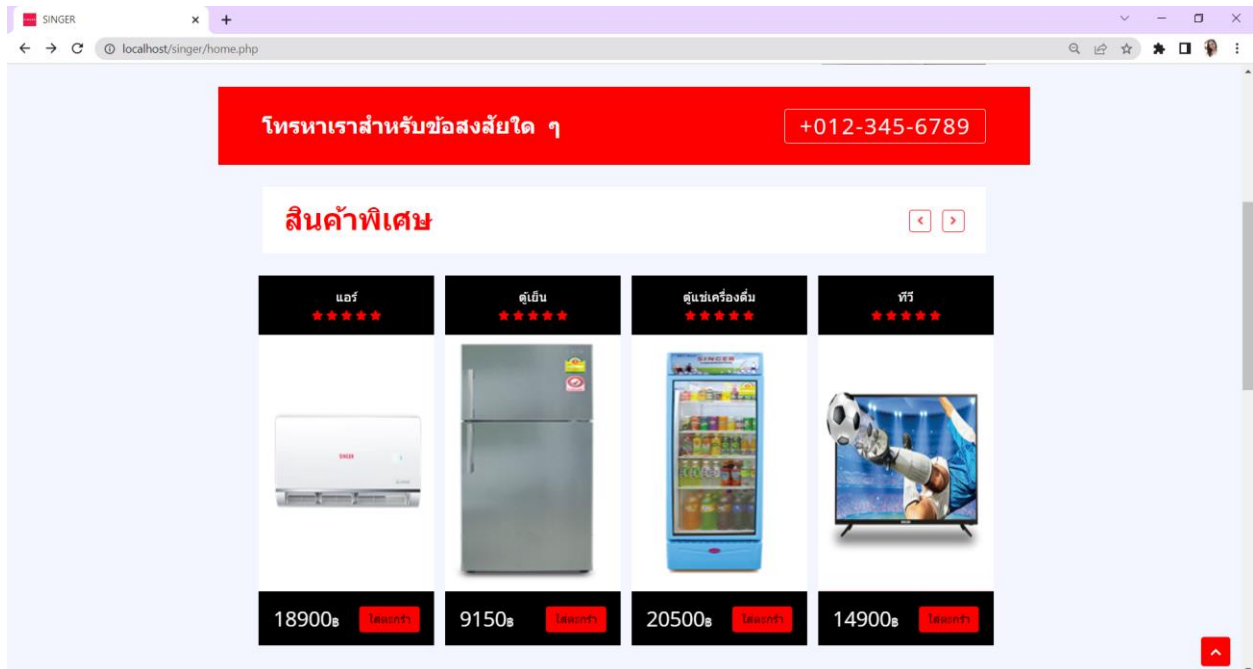 SINGER
localhost/singer/home.php
โทรหาเราสำหรับข้อสงสัยใด ๆ
+012-345-6789
สินค้าพิเศษ
แอร์
ตู้เย็น
ตู้แช่เครื่องดื่ม
ทีวี
SINGER
SINGER
18900฿
ใส่ตะกร้า
9150฿
ใส่ตะกร้า
20500฿
ใส่ตะกร้า
14900฿
ใส่ตะกร้า